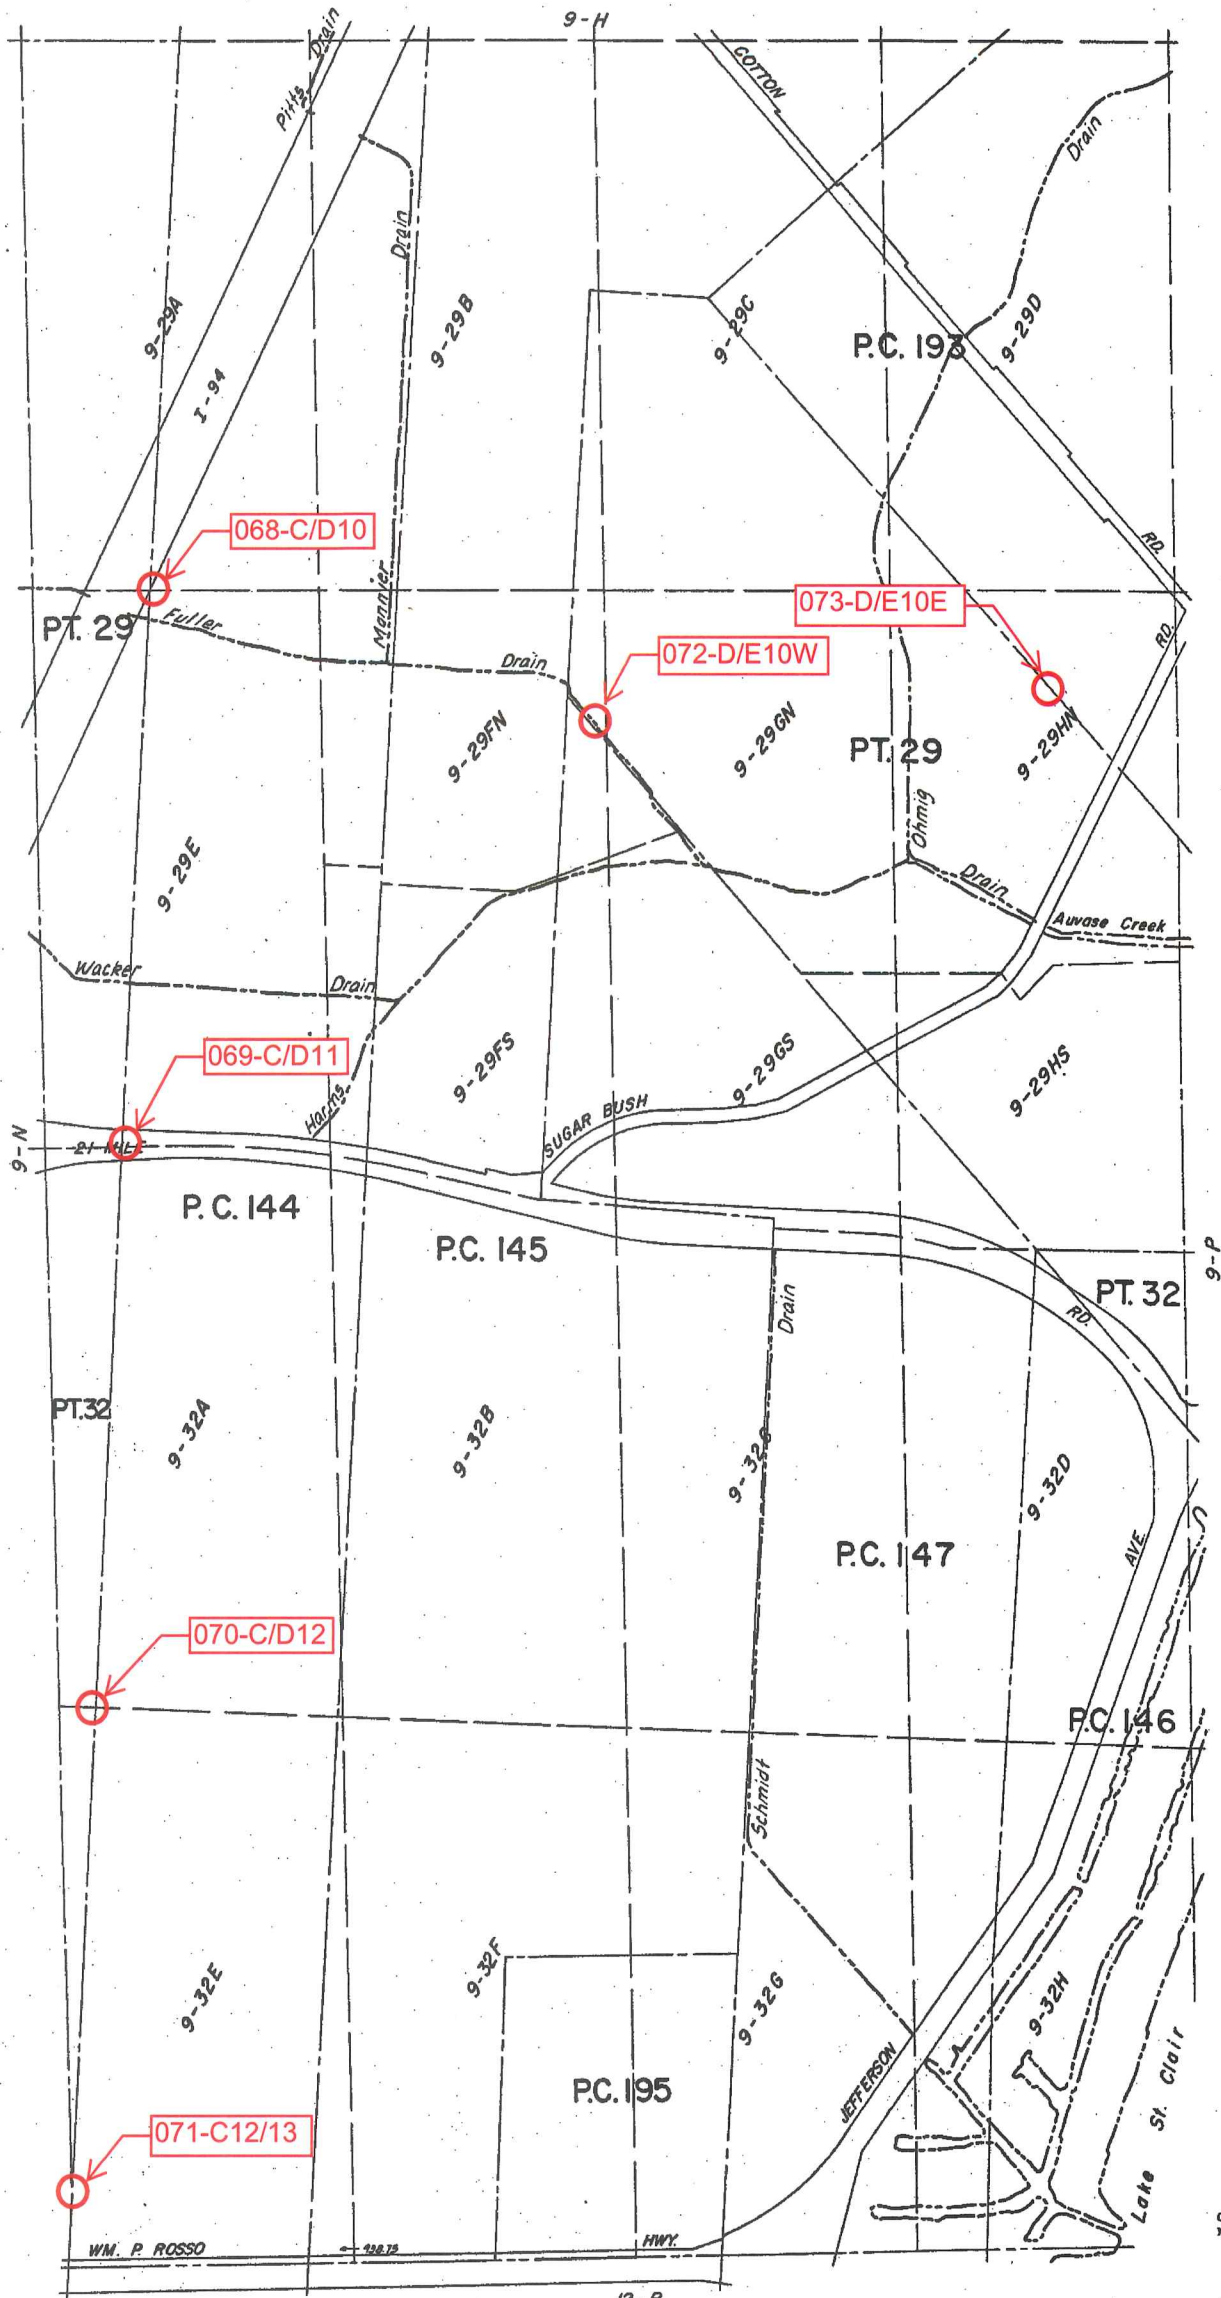 9-H
Pitts Drain
COTTON
Drain
Drain
9-29A
9-29B
9-29C
9-29D
P.C. 193
I-94
068-C/D10
RD.
073-D/E10E
Mannier
PT. 29
Fuller
Drain
072-D/E10W
RD.
9-29FN
9-29GN
PT. 29
9-29HN
Ohmig
9-29E
Drain
Auvase Creek
Wacker
Drain
069-C/D11
Harms
9-29FS
9-29GS
9-29HS
SUGAR BUSH
9-N
21 MILE
P.C. 144
P.C. 145
9-P
PT. 32
Drain
RD.
PT.32
9-32A
9-32B
9-32C
9-32D
P.C. 147
AVE.
070-C/D12
P.C. 146
Schmidt
9-32E
9-32F
9-32G
9-32H
P.C. 195
JEFFERSON
Lake St. Clair
071-C12/13
WM. P. ROSSO
HWY.